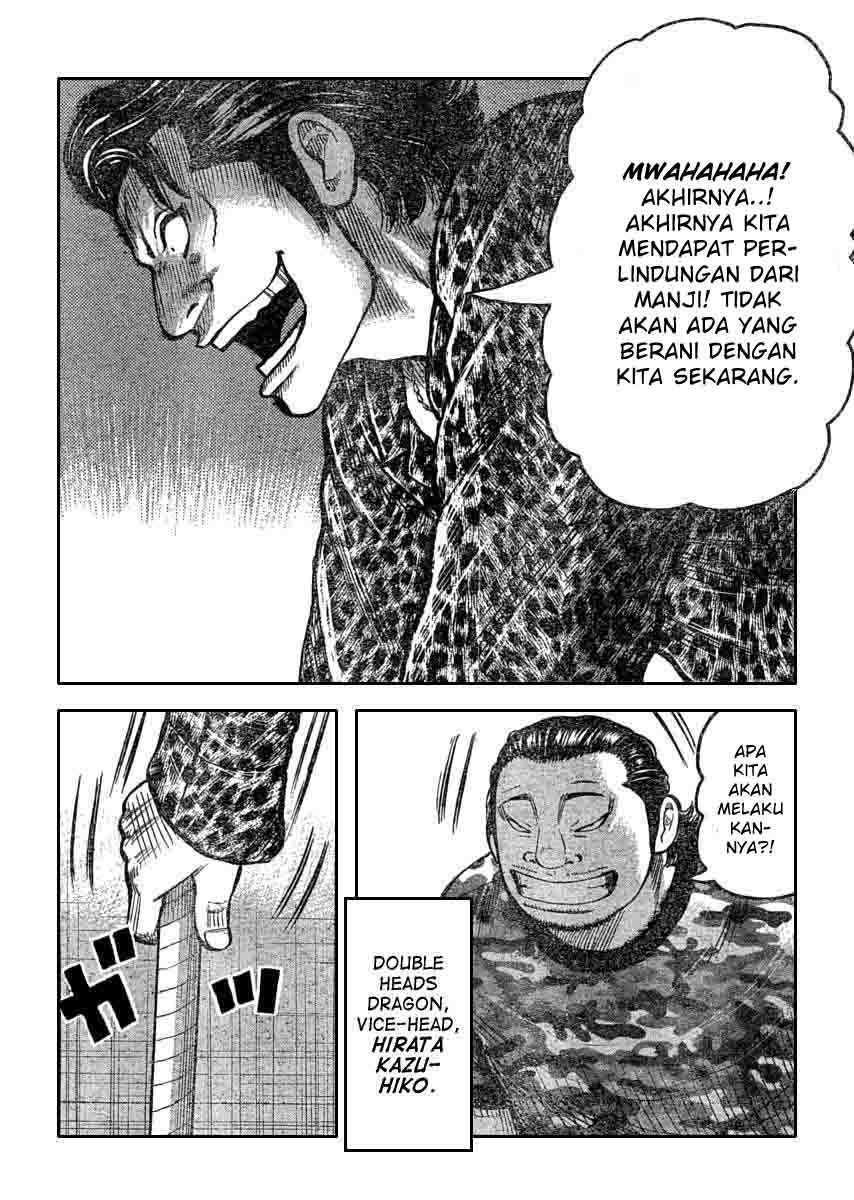 MWAHAHAHA!
AKHIRNYA..!
AKHIRNYA KITA
MENDAPAT PER-
LINDUNGAN DARI
MANJI! TIDAK
AKAN ADA YANG
BERANI DENGAN
KITA SEKARANG.
APA
KITA
AKAN
MELAKU
KAN-
NYA?!
DOUBLE
HEADS
DRAGON,
VICE-HEAD,
HIRATA
KAZU-
HIKO.
ガッ